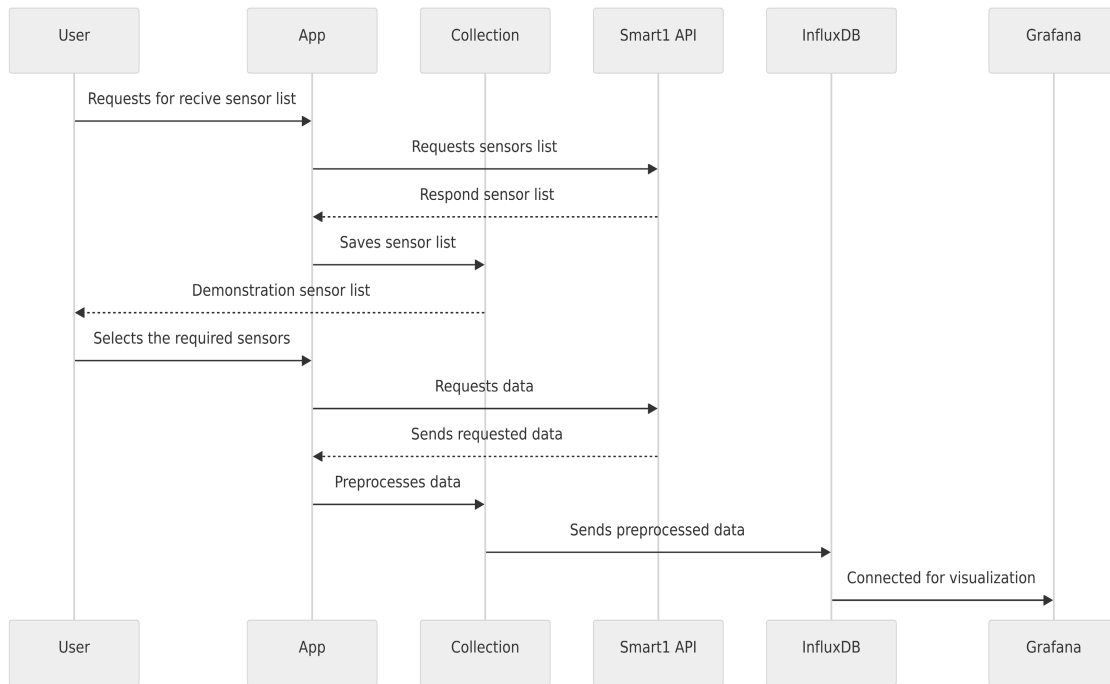 User
App
Collection
Smart1 API
InfluxDB
Grafana
Requests for recive sensor list
Requests sensors list
Respond sensor list
Saves sensor list
Demonstration sensor list
Selects the required sensors
Requests data
Sends requested data
Preprocesses data
Sends preprocessed data
Connected for visualization
User
App
Collection
Smart1 API
InfluxDB
Grafana